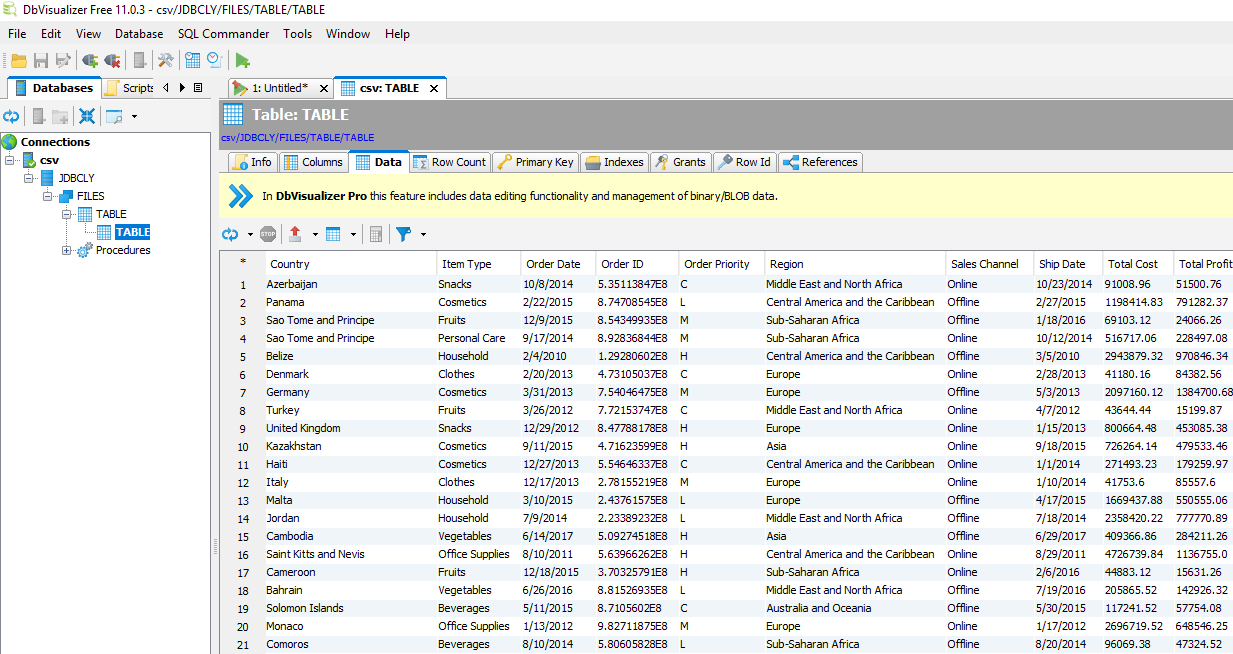 DbVisualizer Free 11.0.3 - csv/JDBCLY/FILES/TABLE/TABLE
File Edit View Database SQL Commander Tools Window Help
Databases Scripts 1: Untitled* csv: TABLE
Table: TABLE
csv/JDBCLY/FILES/TABLE/TABLE
Connections
csv
JDBCLY
FILES
TABLE
TABLE
Procedures
Info Columns Data Row Count Primary Key Indexes Grants Row Id References
In DbVisualizer Pro this feature includes data editing functionality and management of binary/BLOB data.
STOP
* Country Item Type Order Date Order ID Order Priority Region Sales Channel Ship Date Total Cost Total Profit
1 Azerbaijan Snacks 10/8/2014 5.35113847E8 C Middle East and North Africa Online 10/23/2014 91008.96 51500.76
2 Panama Cosmetics 2/22/2015 8.74708545E8 L Central America and the Caribbean Offline 2/27/2015 1198414.83 791282.37
3 Sao Tome and Principe Fruits 12/9/2015 8.54349935E8 M Sub-Saharan Africa Offline 1/18/2016 69103.12 24066.26
4 Sao Tome and Principe Personal Care 9/17/2014 8.92836844E8 M Sub-Saharan Africa Online 10/12/2014 516717.06 228497.08
5 Belize Household 2/4/2010 1.29280602E8 H Central America and the Caribbean Offline 3/5/2010 2943879.32 970846.34
6 Denmark Clothes 2/20/2013 4.73105037E8 C Europe Online 2/28/2013 41180.16 84382.56
7 Germany Cosmetics 3/31/2013 7.54046475E8 M Europe Offline 5/3/2013 2097160.12 1384700.68
8 Turkey Fruits 3/26/2012 7.72153747E8 C Middle East and North Africa Online 4/7/2012 43644.44 15199.87
9 United Kingdom Snacks 12/29/2012 8.47788178E8 H Europe Online 1/15/2013 800664.48 453085.38
10 Kazakhstan Cosmetics 9/11/2015 4.71623599E8 H Asia Online 9/18/2015 726264.14 479533.46
11 Haiti Cosmetics 12/27/2013 5.54646337E8 C Central America and the Caribbean Online 1/1/2014 271493.23 179259.97
12 Italy Clothes 12/17/2013 2.78155219E8 M Europe Online 1/10/2014 41753.6 85557.6
13 Malta Household 3/10/2015 2.43761575E8 L Europe Offline 4/17/2015 1669437.88 550555.06
14 Jordan Household 7/9/2014 2.23389232E8 L Middle East and North Africa Offline 7/18/2014 2358420.22 777770.89
15 Cambodia Vegetables 6/14/2017 5.09274518E8 H Asia Offline 6/29/2017 409366.86 284211.26
16 Saint Kitts and Nevis Office Supplies 8/10/2011 5.63966262E8 H Central America and the Caribbean Online 8/29/2011 4726739.84 1136755.0
17 Cameroon Fruits 12/18/2015 3.70325791E8 H Sub-Saharan Africa Online 2/6/2016 44883.12 15631.26
18 Bahrain Vegetables 6/26/2016 8.81526935E8 L Middle East and North Africa Online 7/19/2016 205865.52 142926.32
19 Solomon Islands Beverages 5/11/2015 8.7105602E8 C Australia and Oceania Offline 5/30/2015 117241.52 57754.08
20 Monaco Office Supplies 1/13/2012 9.82711875E8 M Europe Online 1/17/2012 2696719.52 648546.25
21 Comoros Beverages 8/10/2014 5.80605828E8 L Sub-Saharan Africa Offline 8/20/2014 96069.38 47324.52